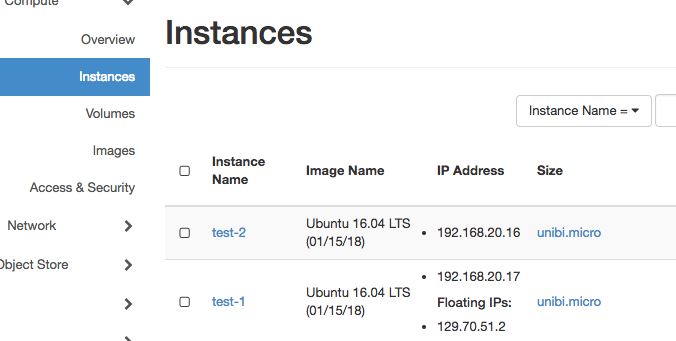 Compute
Overview
Instances
Volumes
Images
Access & Security
Network
Object Store
Instances
Instance Name =
Instance Name
Image Name
IP Address
Size
test-2
Ubuntu 16.04 LTS
(01/15/18)
• 192.168.20.16
unibi.micro
test-1
Ubuntu 16.04 LTS
(01/15/18)
• 192.168.20.17
Floating IPs:
• 129.70.51.2
unibi.micro